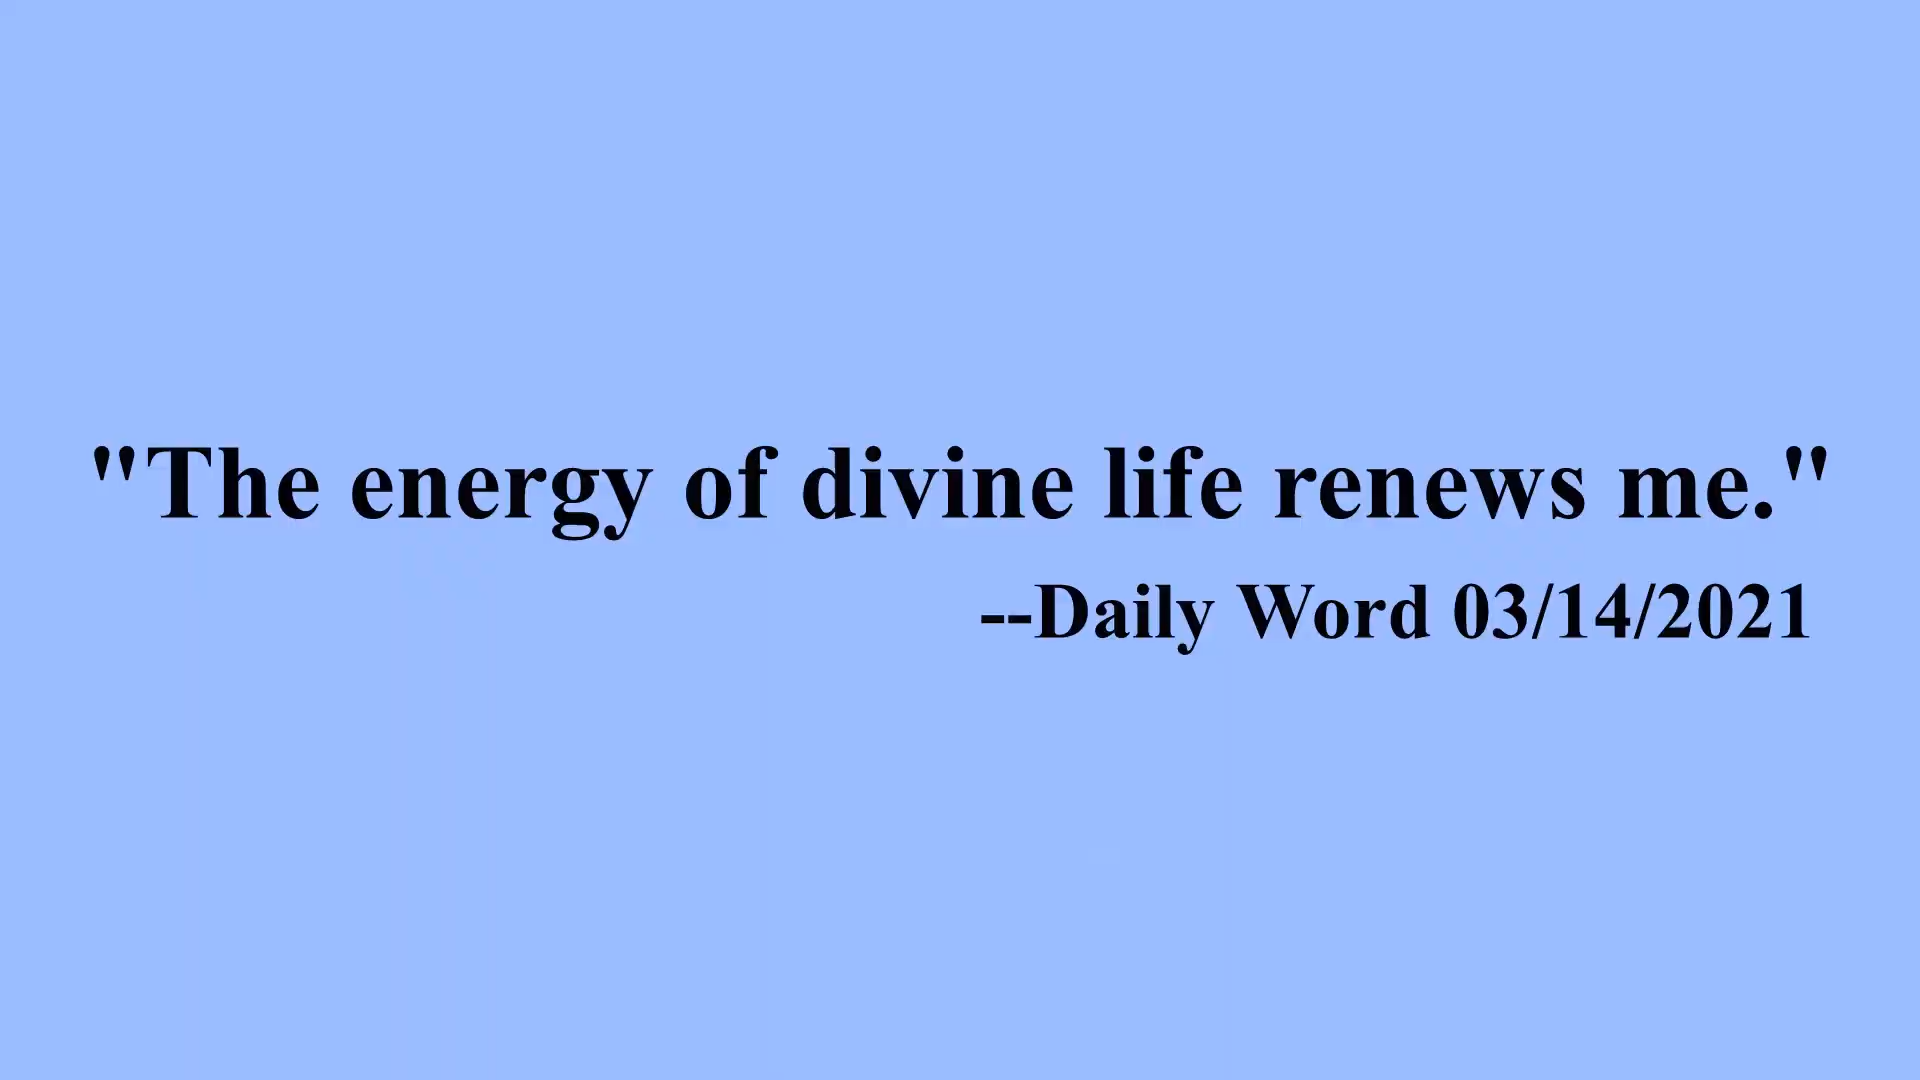 "The energy of divine life renews me."
--Daily Word 03/14/2021